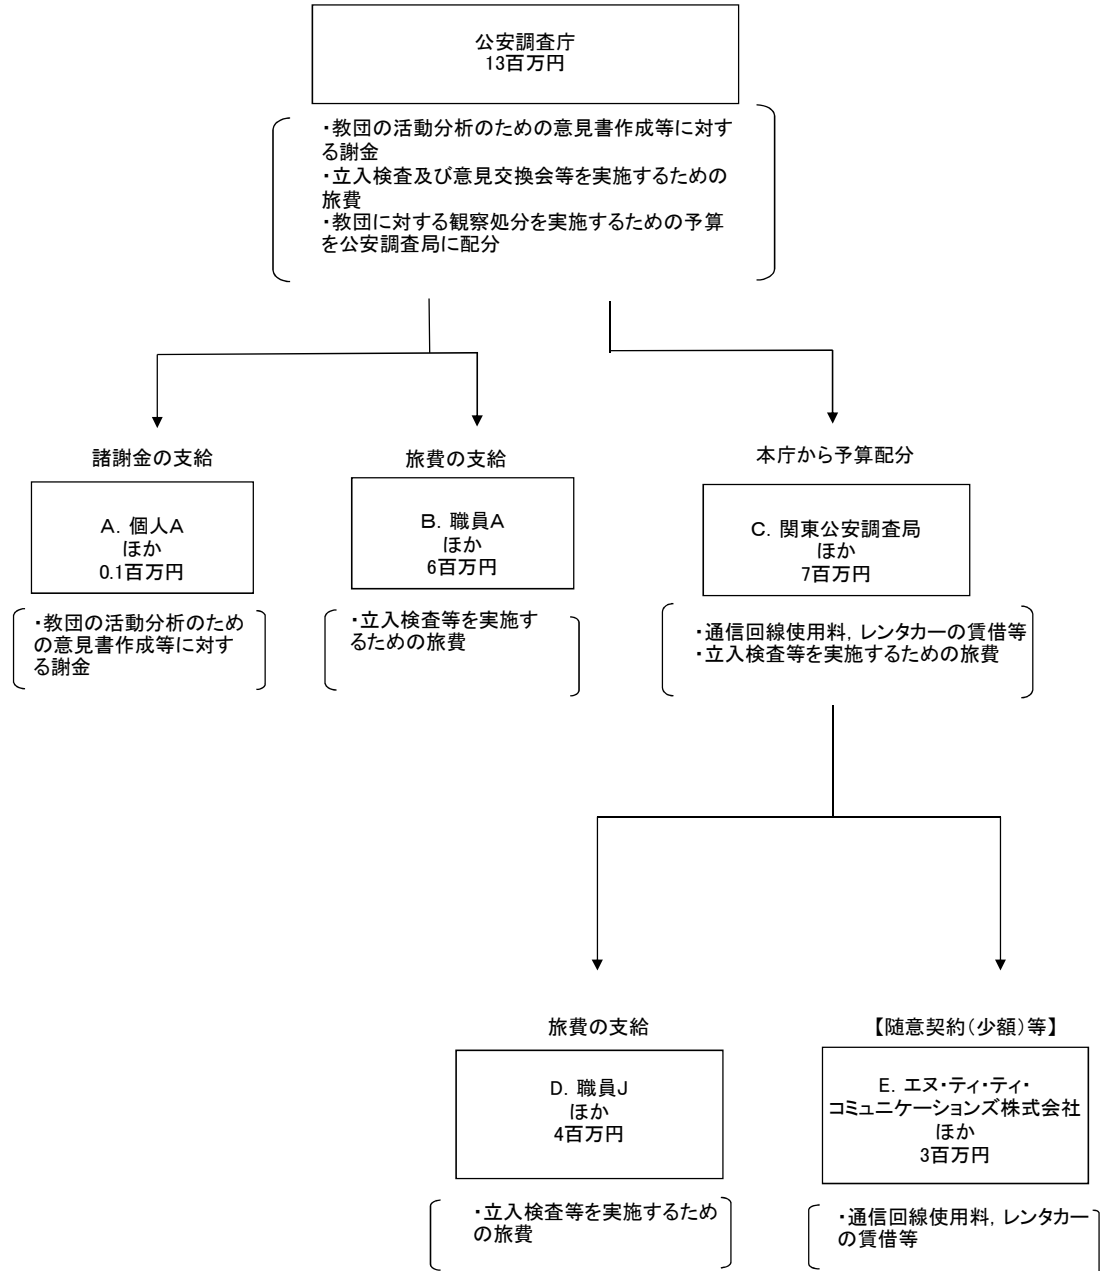 公安調査庁
13百万円
・教団の活動分析のための意見書作成等に対す
る謝金
・立入検査及び意見交換会等を実施するための
旅費
・教団に対する観察処分を実施するための予算
を公安調査局に配分
諸謝金の支給
A. 個人A
ほか
0.1百万円
・教団の活動分析のため
の意見書作成等に対す
る謝金
旅費の支給
B. 職員A
ほか
6百万円
・立入検査等を実施す
るための旅費
本庁から予算配分
C. 関東公安調査局
ほか
7百万円
・通信回線使用料, レンタカーの賃借等
・立入検査等を実施するための旅費
旅費の支給
D. 職員J
ほか
4百万円
・立入検査等を実施するため
の旅費
【随意契約(少額)等】
E. エヌ・ティ・ティ・
コミュニケーションズ株式会社
ほか
3百万円
・通信回線使用料, レンタカー
の賃借等